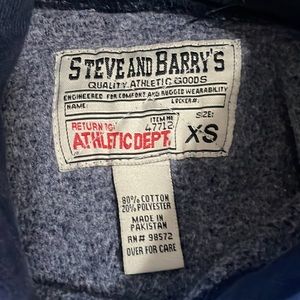 STEVE AND BARRY'S
QUALITY ATHLETIC GOODS
ENGINEERED FOR COMFORT AND RUGGED WEARABILITY
NAME: LOCKER#:
RETURN TO: ITEM № 47712 SIZE:
ATHLETIC DEPT. XS
80% COTTON
20% POLYESTER
MADE IN
PAKISTAN
RN# 98572
OVER FOR CARE